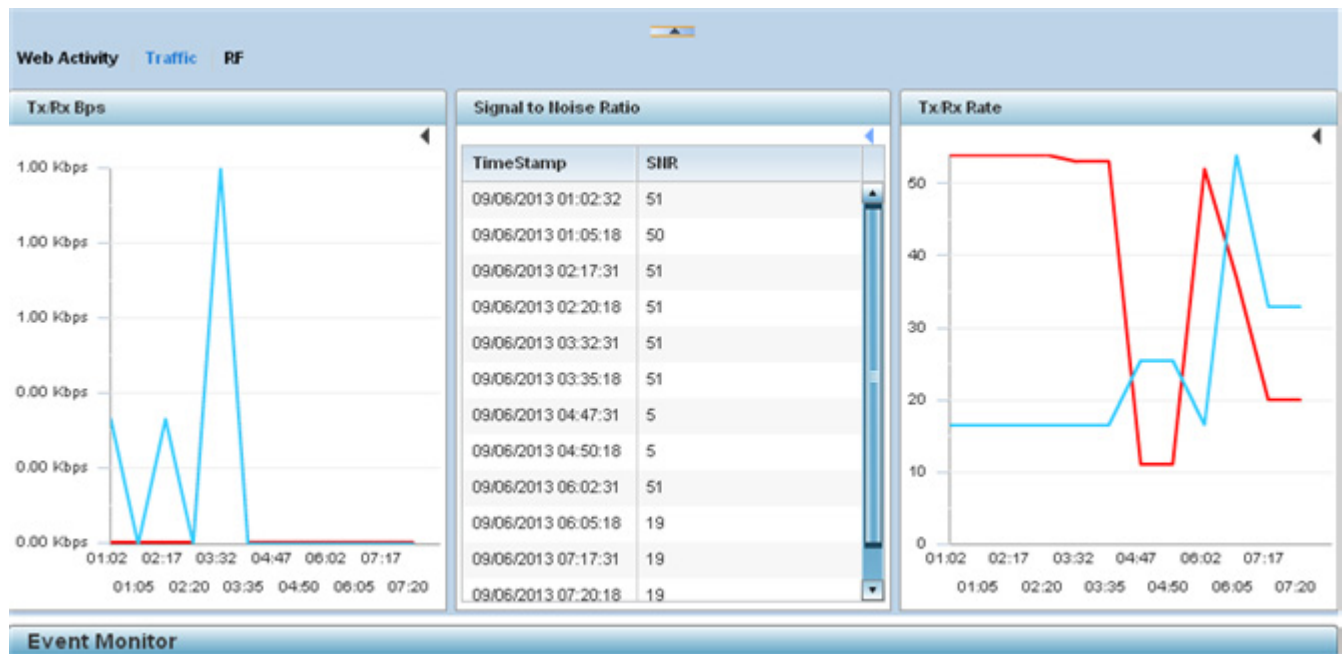 Web Activity Traffic RF
Tx/Rx Bps
1.00 Kbps
1.00 Kbps
1.00 Kbps
0.00 Kbps
0.00 Kbps
0.00 Kbps
01:02 02:17 03:32 04:47 06:02 07:17
01:05 02:20 03:35 04:50 06:05 07:20
Signal to Noise Ratio
TimeStamp SNR
09/06/2013 01:02:32 51
09/06/2013 01:05:18 50
09/06/2013 02:17:31 51
09/06/2013 02:20:18 51
09/06/2013 03:32:31 51
09/06/2013 03:35:18 51
09/06/2013 04:47:31 5
09/06/2013 04:50:18 5
09/06/2013 06:02:31 51
09/06/2013 06:05:18 19
09/06/2013 07:17:31 19
09/06/2013 07:20:18 19
Tx/Rx Rate
50
40
30
20
10
0
01:02 02:17 03:32 04:47 06:02 07:17
01:05 02:20 03:35 04:50 06:05 07:20
Event Monitor